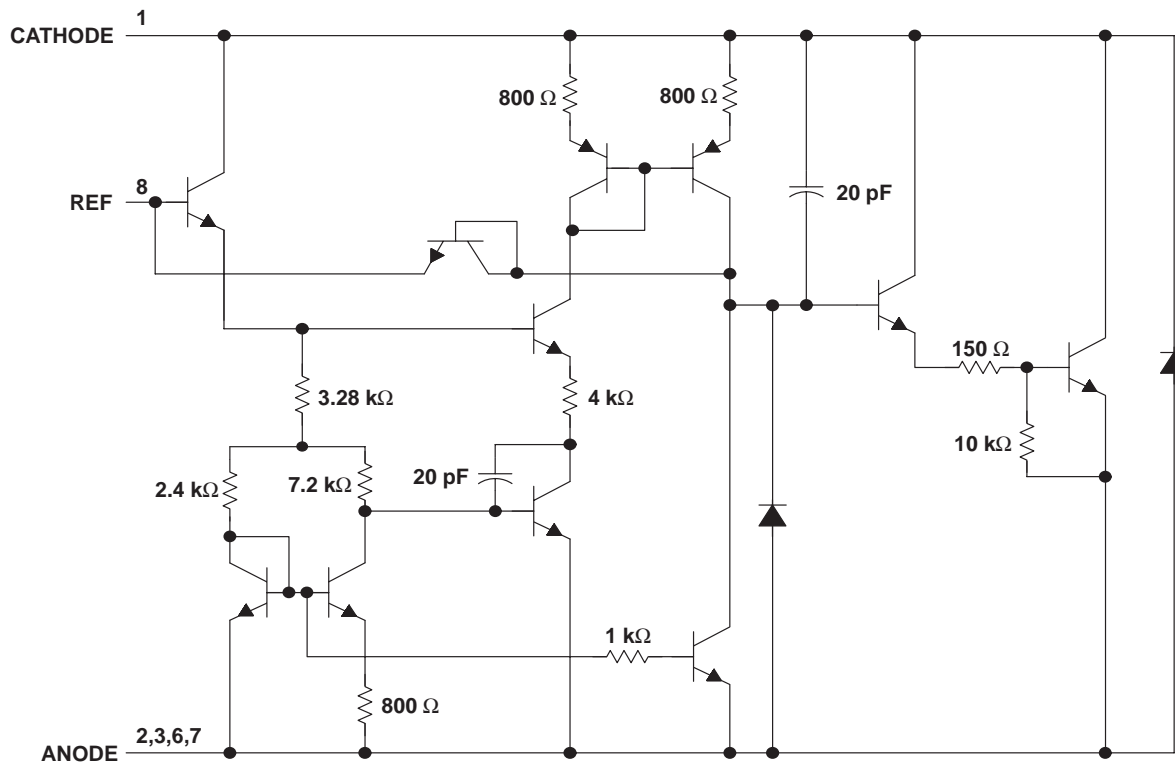 1
CATHODE
800 Ω
800 Ω
8
REF
20 pF
150 Ω
3.28 kΩ
4 kΩ
10 kΩ
20 pF
2.4 kΩ
7.2 kΩ
1 kΩ
800 Ω
2,3,6,7
ANODE